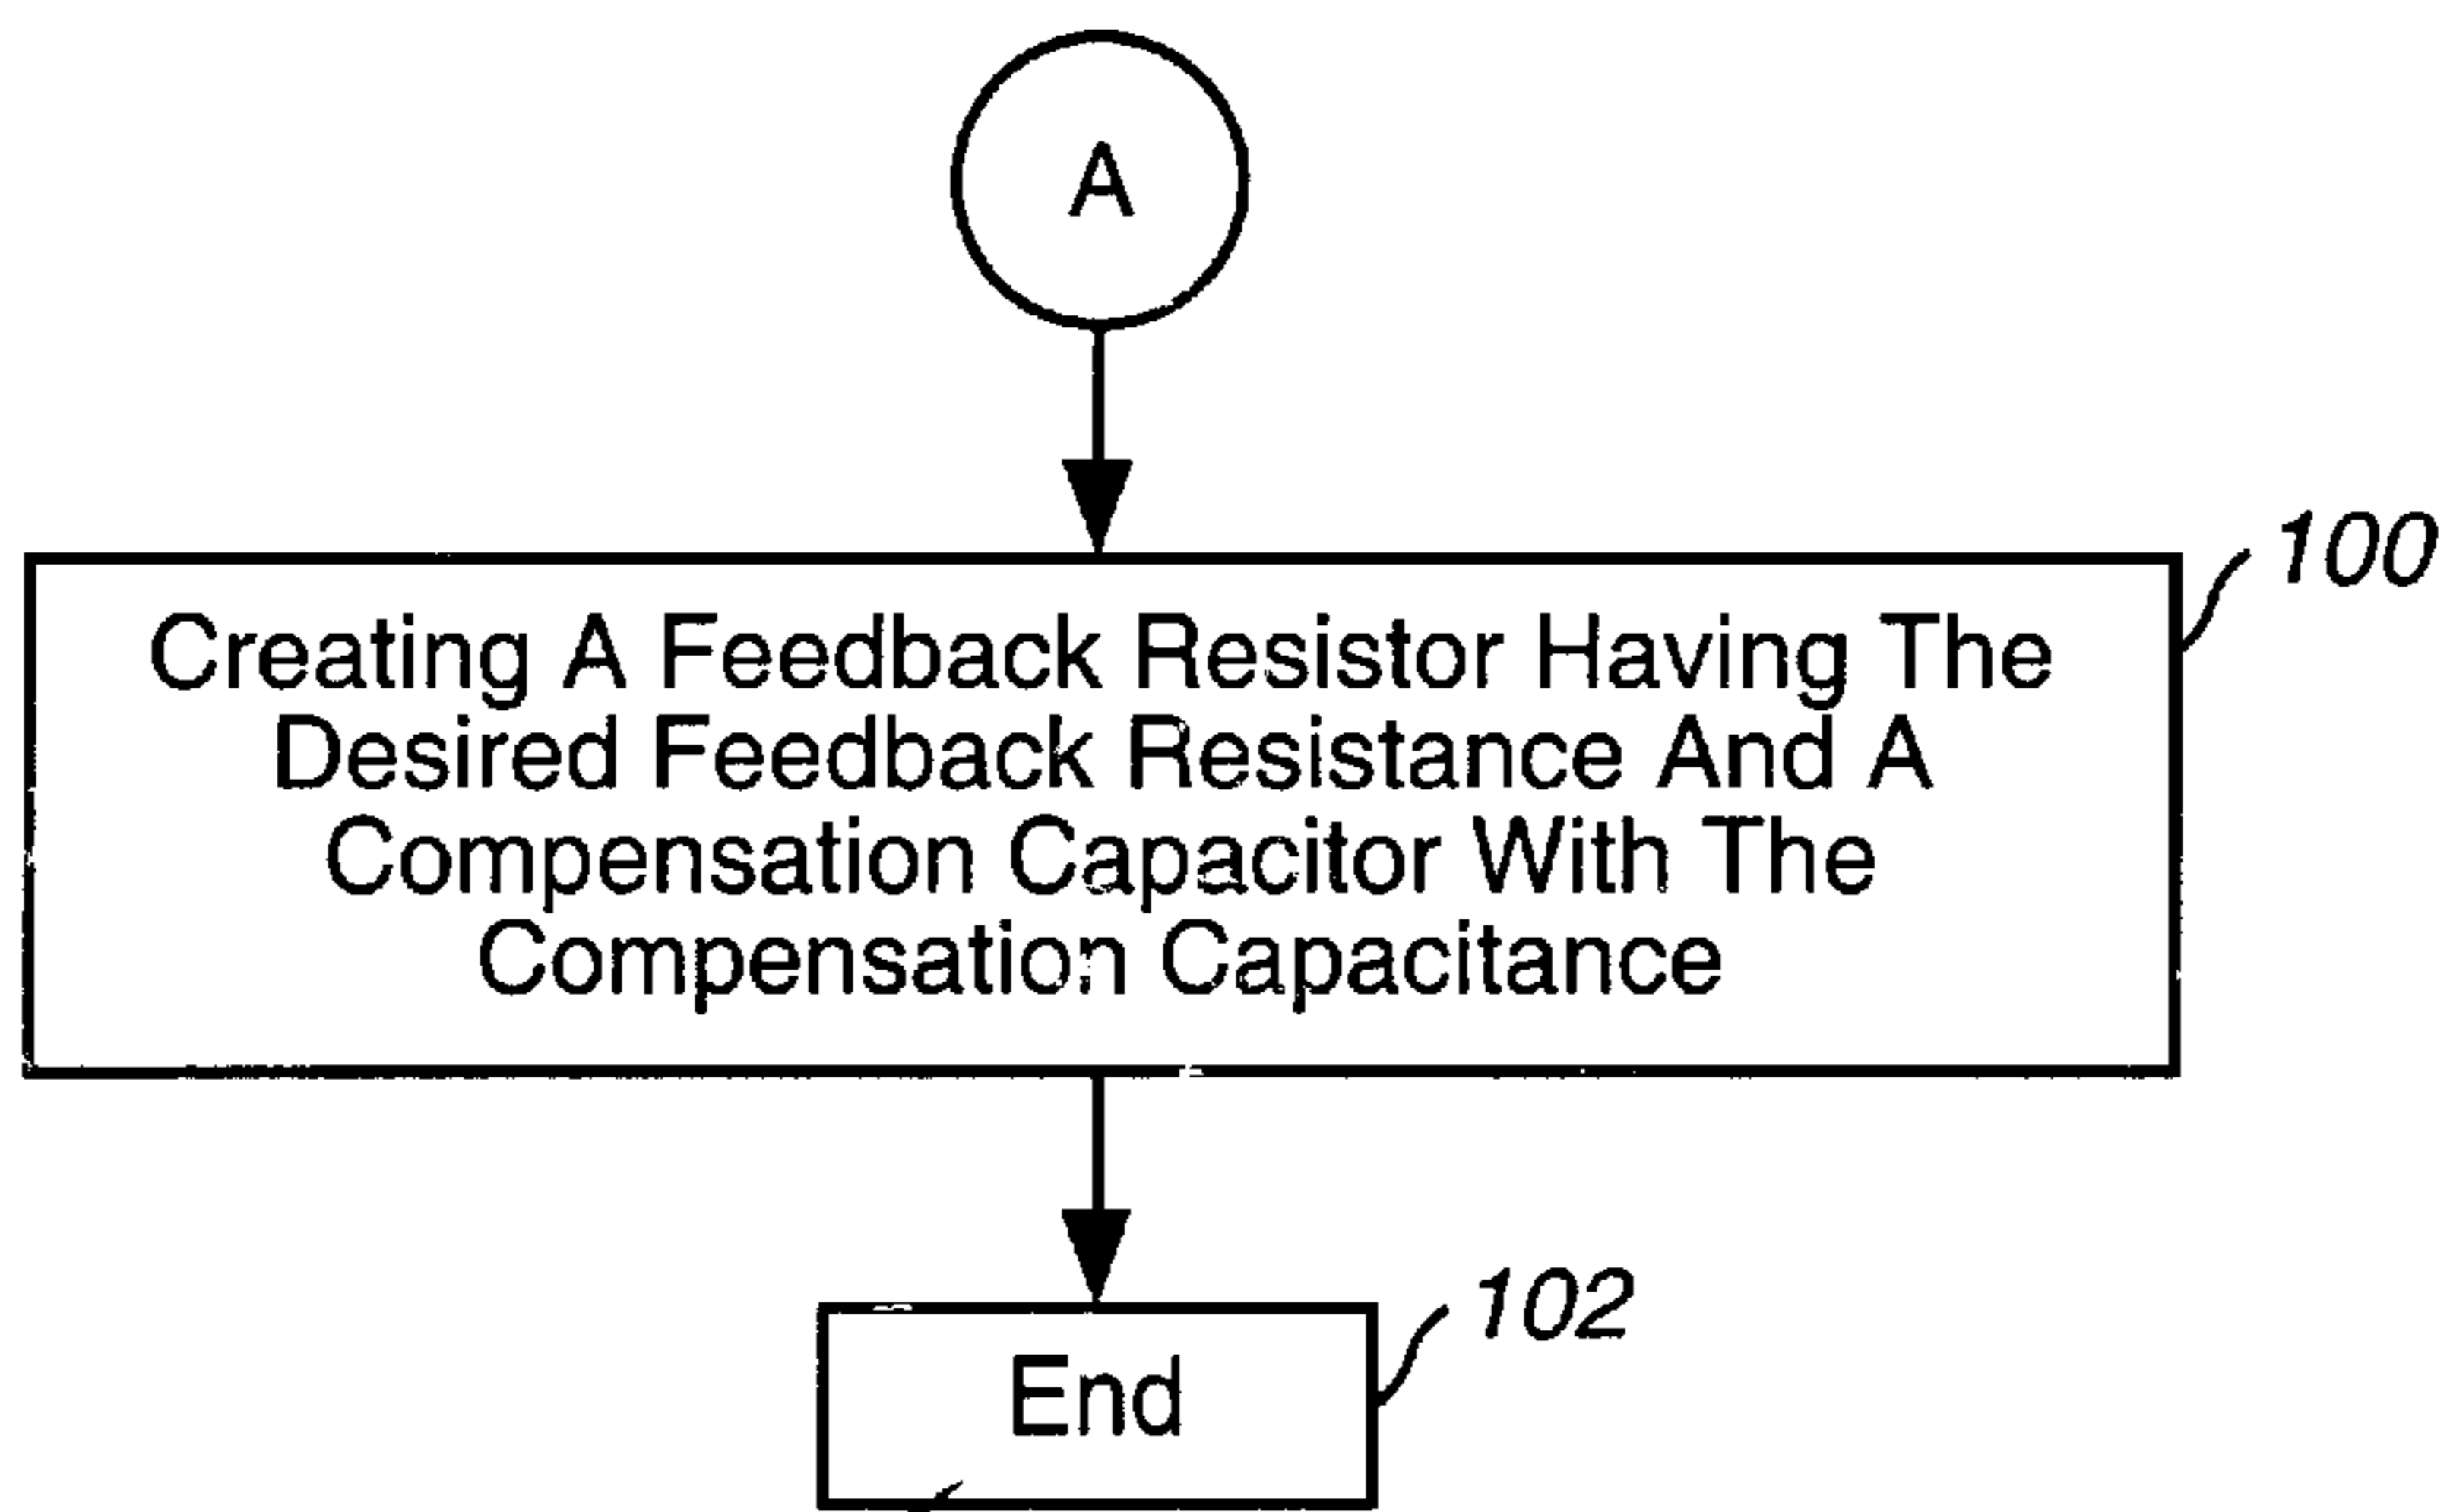 A
100
Creating A Feedback Resistor Having The
Desired Feedback Resistance And A
Compensation Capacitor With The
Compensation Capacitance
102
End